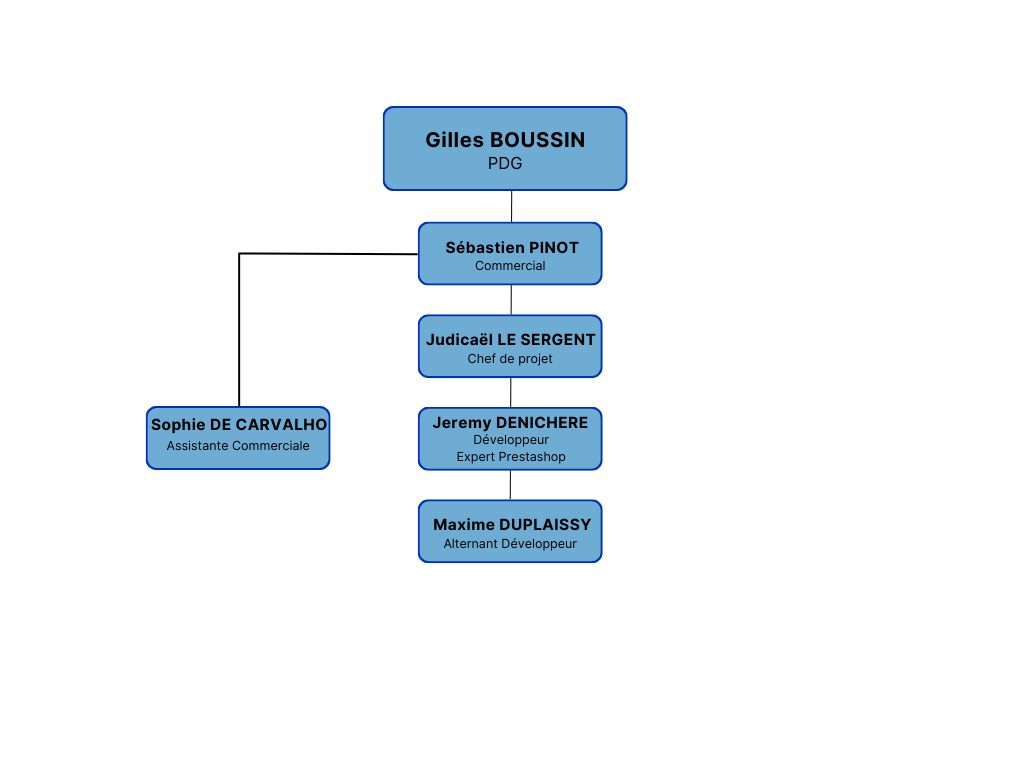 Gilles BOUSSIN
PDG
Sébastien PINOT
Commercial
Judicaël LE SERGENT
Chef de projet
Sophie DE CARVALHO
Assistante Commerciale
Jeremy DENICHERE
Développeur
Expert Prestashop
Maxime DUPLAISSY
Alternant Développeur